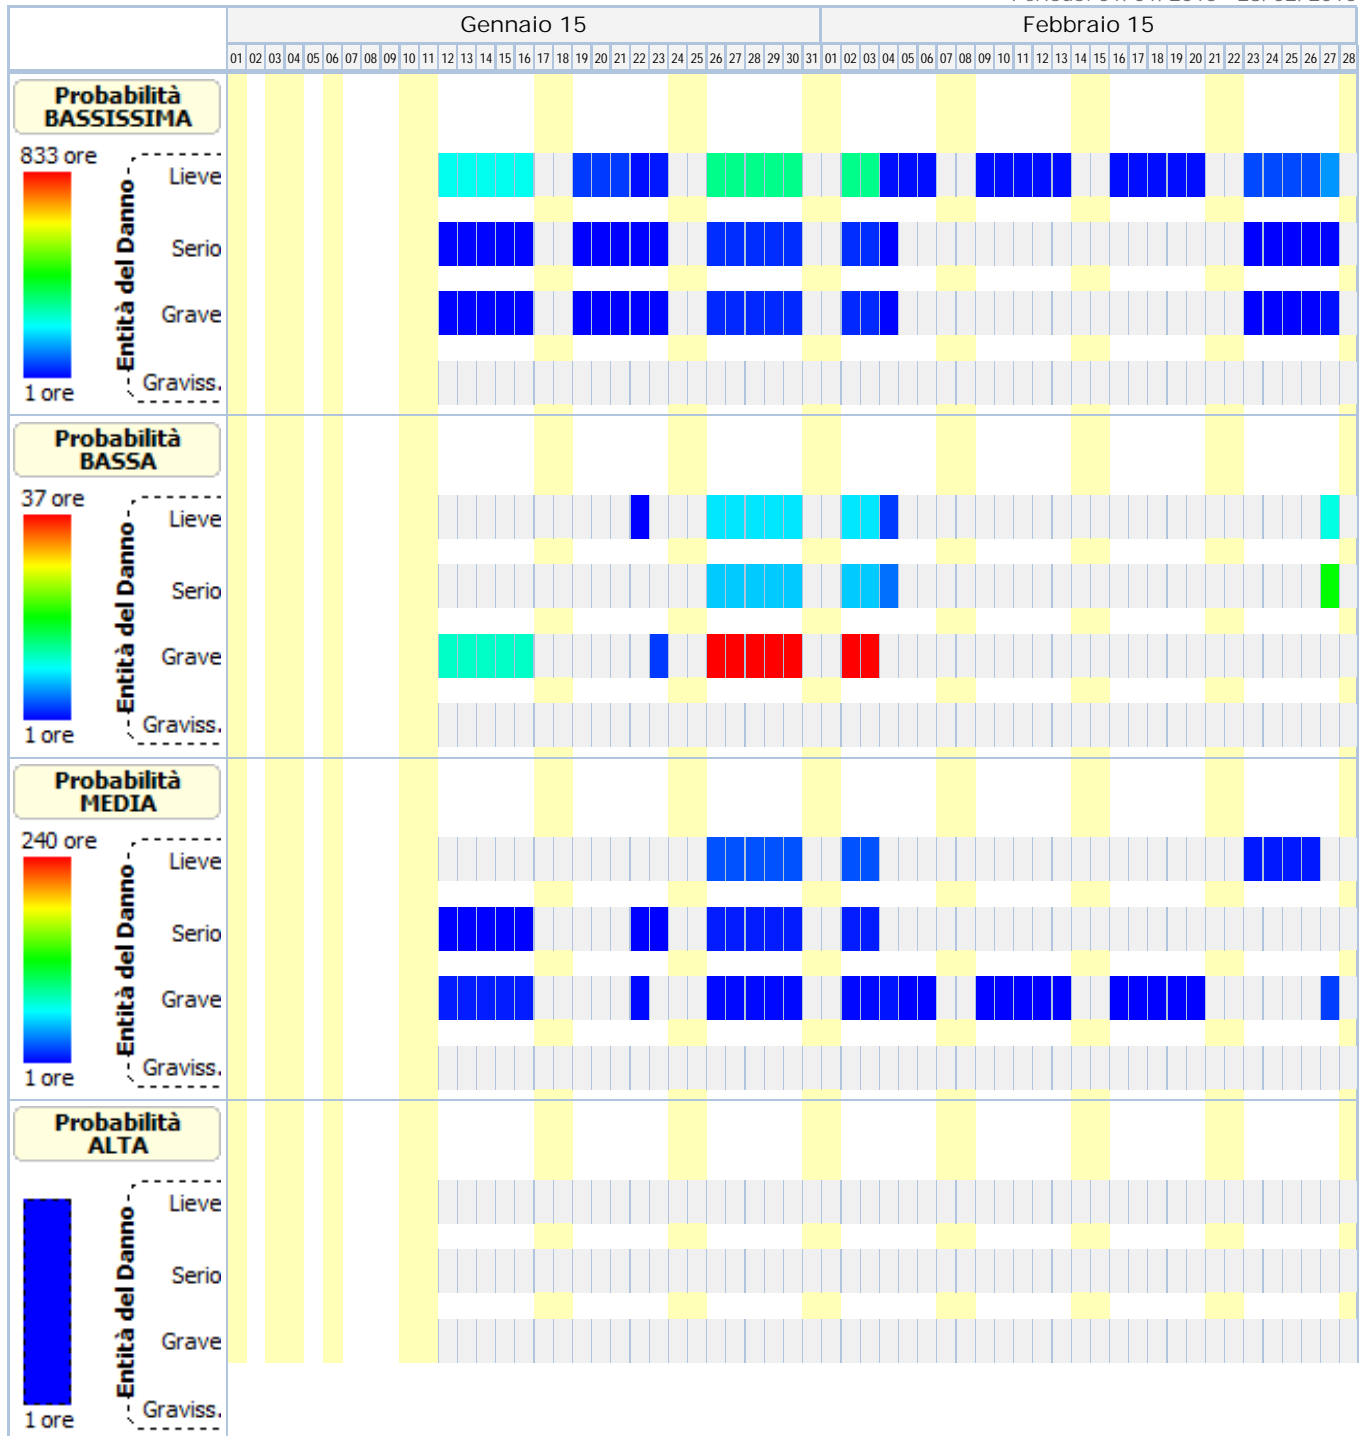 Gennaio 15 Febbraio 15
01 02 03 04 05 06 07 08 09 10 11 12 13 14 15 16 17 18 19 20 21 22 23 24 25 26 27 28 29 30 31 01 02 03 04 05 06 07 08 09 10 11 12 13 14 15 16 17 18 19 20 21 22 23 24 25 26 27 28
Probabilità
BASSISSIMA
833 ore
Entità del Danno
Lieve
Serio
Grave
Graviss.
1 ore
Probabilità
BASSA
37 ore
Entità del Danno
Lieve
Serio
Grave
Graviss.
1 ore
Probabilità
MEDIA
240 ore
Entità del Danno
Lieve
Serio
Grave
Graviss.
1 ore
Probabilità
ALTA
Entità del Danno
Lieve
Serio
Grave
Graviss.
1 ore